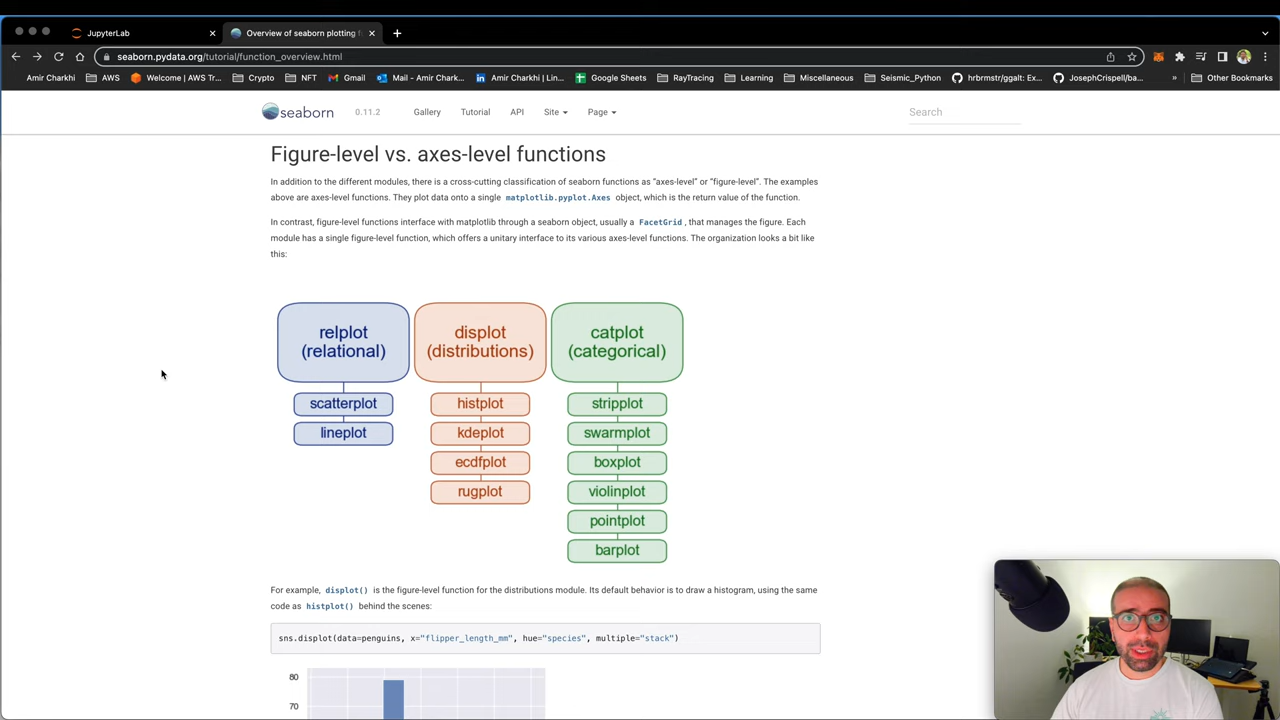 JupyterLab
Overview of seaborn plotting f
seaborn.pydata.org/tutorial/function_overview.html
Amir Charkhi AWS Welcome | AWS Tr... Crypto NFT Gmail Mail - Amir Chark... Amir Charkhi | Lin... Google Sheets RayTracing Learning Miscellaneous Seismic_Python hrbrmstr/ggalt: Ex... JosephCrispell/ba... » Other Bookmarks
seaborn 0.11.2 Gallery Tutorial API Site Page Search
Figure-level vs. axes-level functions
In addition to the different modules, there is a cross-cutting classification of seaborn functions as “axes-level” or “figure-level”. The examples
above are axes-level functions. They plot data onto a single matplotlib.pyplot.Axes object, which is the return value of the function.
In contrast, figure-level functions interface with matplotlib through a seaborn object, usually a FacetGrid, that manages the figure. Each
module has a single figure-level function, which offers a unitary interface to its various axes-level functions. The organization looks a bit like
this:
relplot
(relational)
scatterplot
lineplot
displot
(distributions)
histplot
kdeplot
ecdfplot
rugplot
catplot
(categorical)
stripplot
swarmplot
boxplot
violinplot
pointplot
barplot
For example, displot() is the figure-level function for the distributions module. Its default behavior is to draw a histogram, using the same
code as histplot() behind the scenes:
sns.displot(data=penguins, x="flipper_length_mm", hue="species", multiple="stack")
80
70